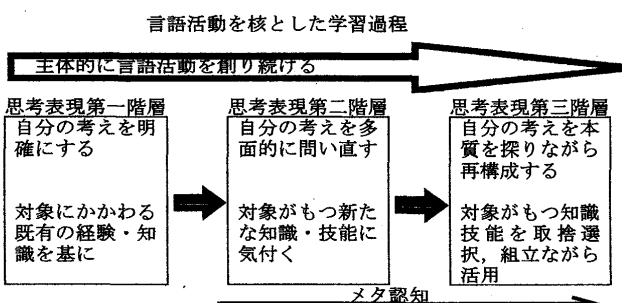 言語活動を核とした学習過程
主体的に言語活動を創り続ける
思考表現第一階層
自分の考えを明
確にする
対象にかかわる
既有の経験・知
識を基に
思考表現第二階層
自分の考えを多
面的に問い直す
対象がもつ新た
な知識・技能に
気付く
思考表現第三階層
自分の考えを本
質を探りながら
再構成する
対象がもつ知識
技能を取捨選
択，組立ながら
活用
メタ認知